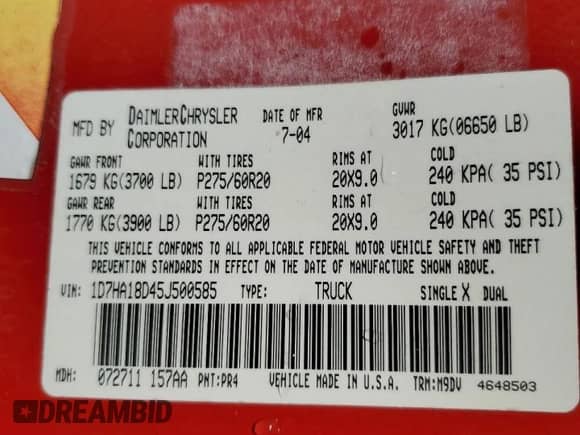 MFD BY DAIMLERCHRYSLER CORPORATION DATE OF MFR 7-04 GVWR 3017 KG(06650 LB)
GAWR FRONT WITH TIRES RIMS AT COLD
1679 KG(3700 LB) P275/60R20 20X9.0 240 KPA( 35 PSI)
GAWR REAR WITH TIRES RIMS AT COLD
1770 KG(3900 LB) P275/60R20 20X9.0 240 KPA( 35 PSI)
THIS VEHICLE CONFORMS TO ALL APPLICABLE FEDERAL MOTOR VEHICLE SAFETY AND THEFT
PREVENTION STANDARDS IN EFFECT ON THE DATE OF MANUFACTURE SHOWN ABOVE.
VIN: 1D7HA18D45J500585 TYPE: TRUCK SINGLE X DUAL
MDH: 072711 157AA PNT:PR4 VEHICLE MADE IN U.S.A. TRM:M9DV 4648503
DREAMBID